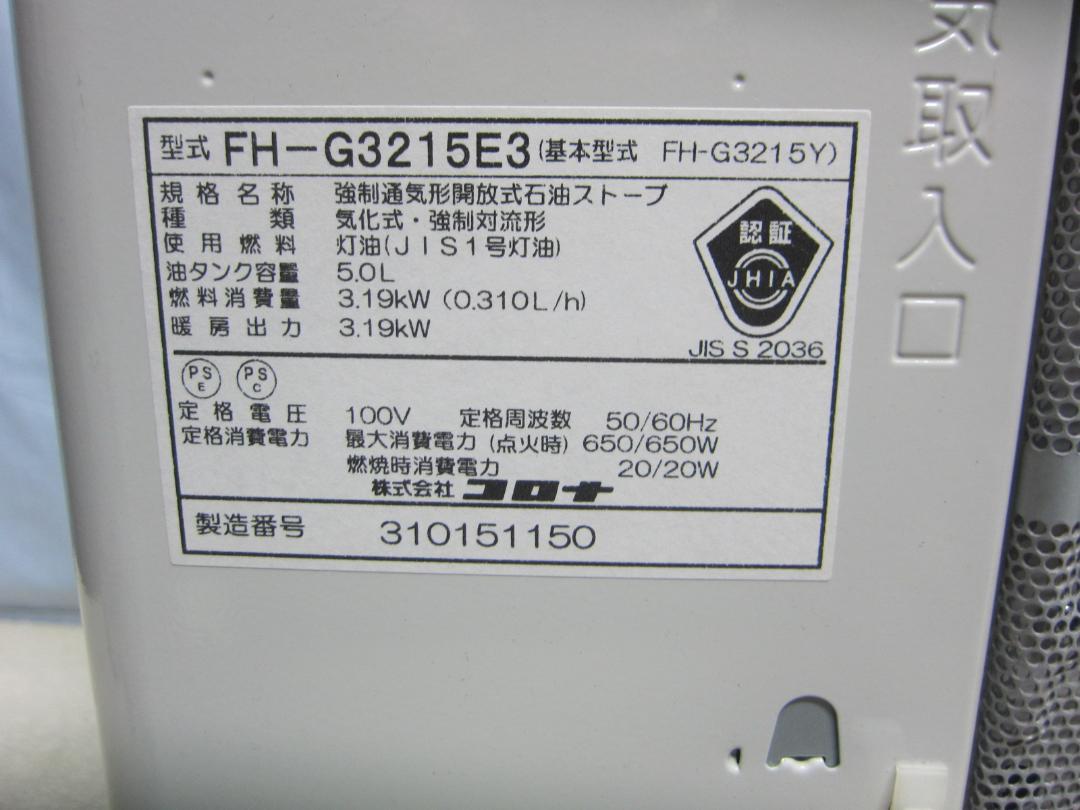 型式 FH-G3215E3(基本型式 FH-G3215Y)
規格名称 強制通気形開放式石油ストーブ
種類 気化式・強制対流形
使用燃料 灯油(JIS1号灯油)
油タンク容量 5.0L
燃料消費量 3.19kW (0.310L/h)
暖房出力 3.19kW
認証
JHIA
JIS S 2036
PS E PS C
定格電圧 100V 定格周波数 50/60Hz
定格消費電力 最大消費電力(点火時) 650/650W
燃焼時消費電力 20/20W
株式会社 コロナ
製造番号 310151150
気取入口